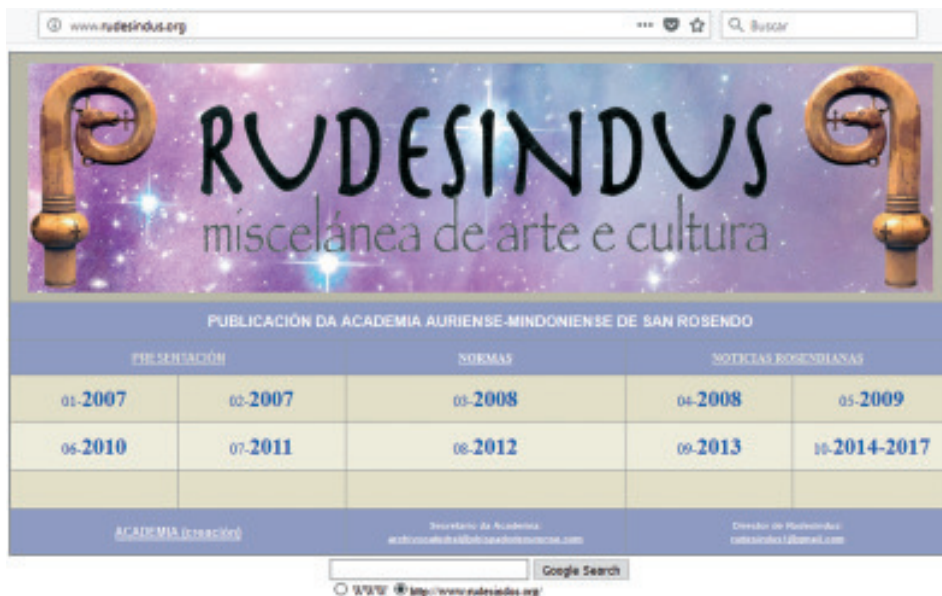 www.rudesindus.org Buscar
RUDESINDUS
miscelánea de arte e cultura
PUBLICACIÓN DA ACADEMIA AURIENSE-MINDONIENSE DE SAN ROSENDO
PRESENTACIÓN NORMAS NOTICIAS ROSENDIANAS
01-2007 02-2007 03-2008 04-2008 05-2009
06-2010 07-2011 08-2012 09-2013 10-2014-2017
ACADEMIA (creación) Secretario da Academia: Director de Rudesindus:
rudesindus1@gmail.com
Google Search
WWW http://www.rudesindus.org/